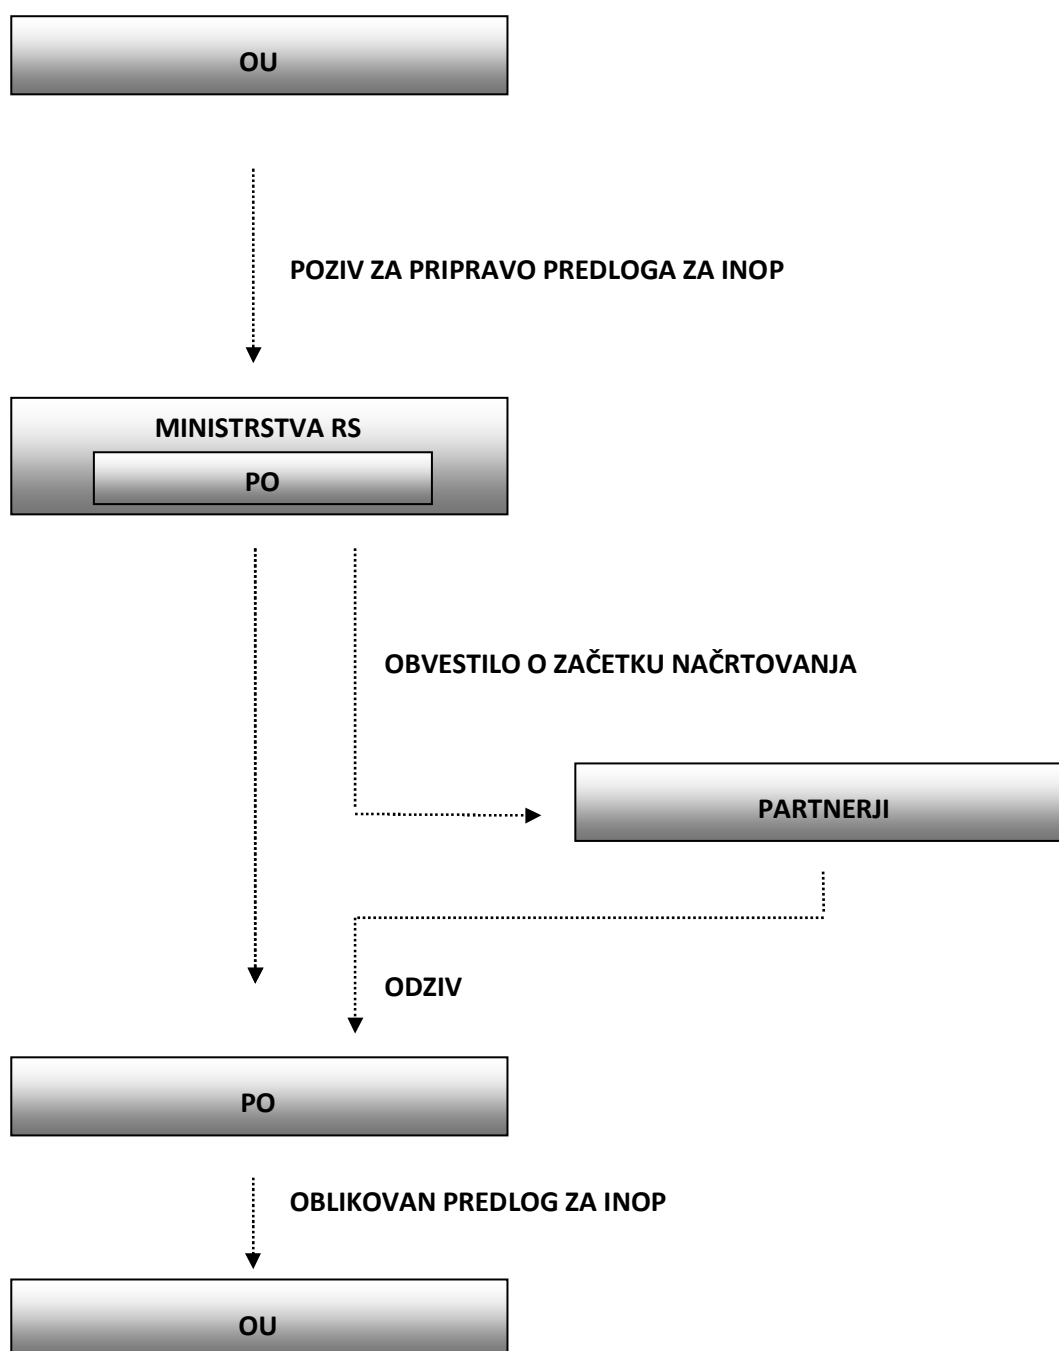 OU
POZIV ZA PRIPRAVO PREDLOGA ZA INOP
MINISTRSTVA RS
PO
OBVESTILO O ZAČETKU NAČRTOVANJA
PARTNERJI
ODZIV
PO
OBLIKOVAN PREDLOG ZA INOP
OU